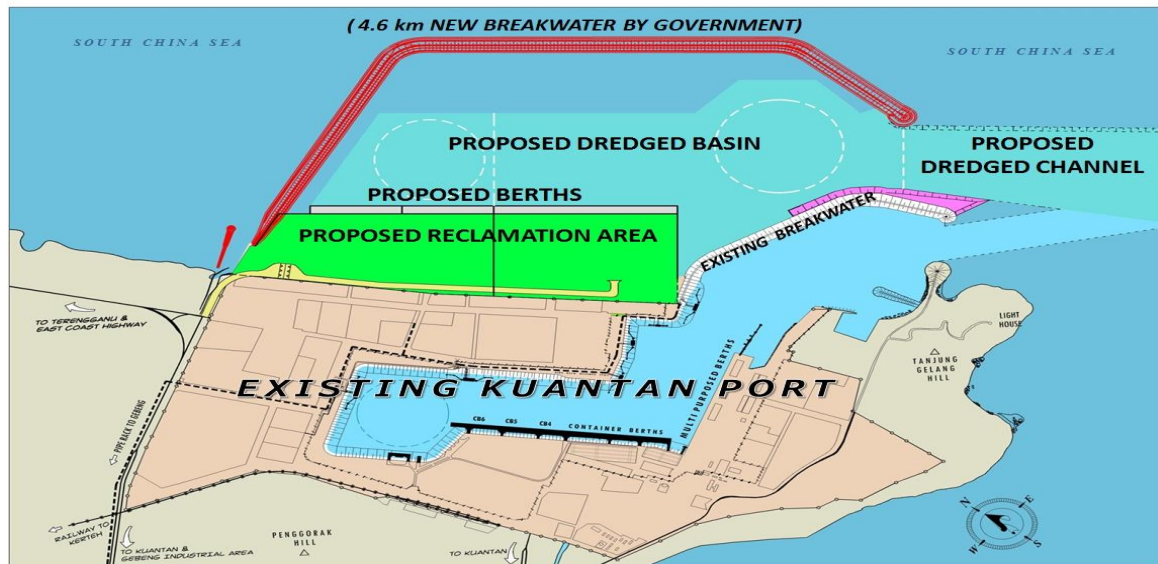 ( 4.6 km NEW BREAKWATER BY GOVERNMENT)
SOUTH CHINA SEA
SOUTH CHINA SEA
PROPOSED DREDGED BASIN
PROPOSED
DREDGED CHANNEL
PROPOSED BERTHS
PROPOSED RECLAMATION AREA
EXISTING BREAKWATER
TO TERENGGANU &
EAST COAST HIGHWAY
LIGHT
HOUSE
TANJUNG
GELANG
HILL
EXISTING KUANTAN PORT
MULTI PURPOSED BERTHS
PIPE RACK TO GEBENG
CB6
CB5
CB4
CONTAINER BERTHS
RAILWAY TO
KERTEH
PENGGORAK
HILL
TO KUANTAN &
GEBENG INDUSTRIAL AREA
TO KUANTAN
N
E
W
S